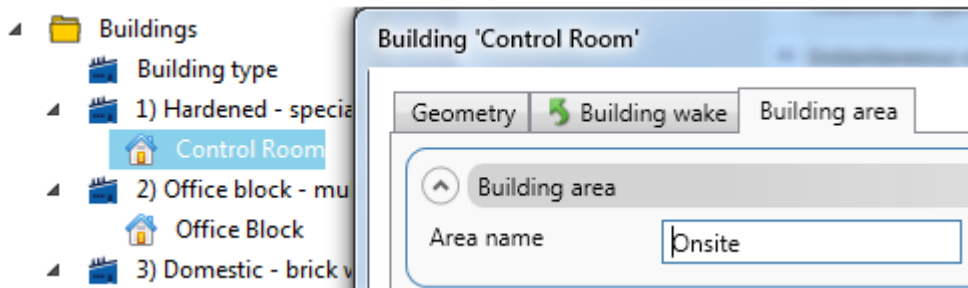 Buildings
Building type
1) Hardened - specia
Control Room
2) Office block - mu
Office Block
3) Domestic - brick
Building 'Control Room'
Geometry Building wake Building area
Building area
Area name Onsite